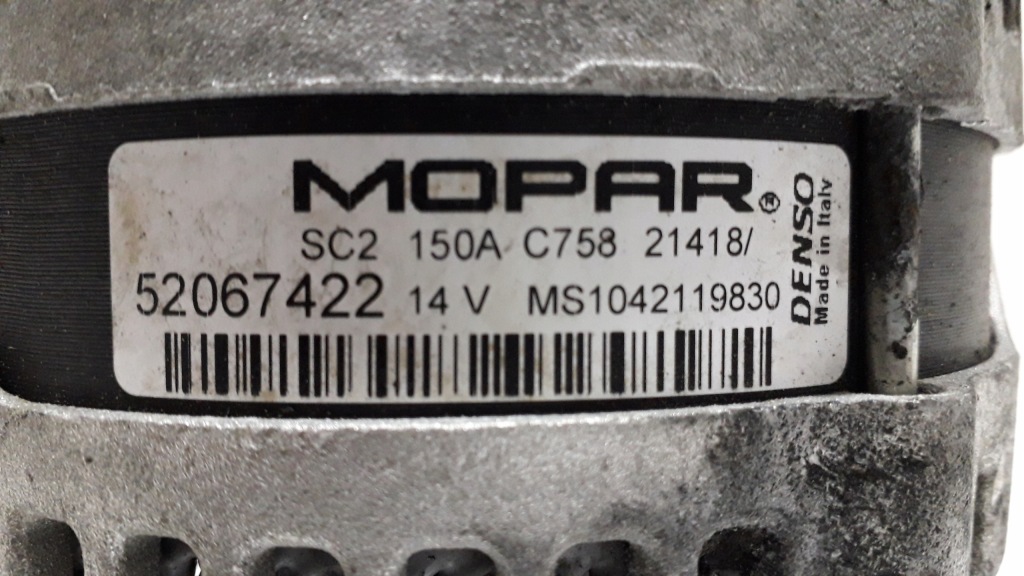 MOPAR®
SC2 150A C758 21418/
52067422 14 V MS1042119830
DENSO
Made in Italy